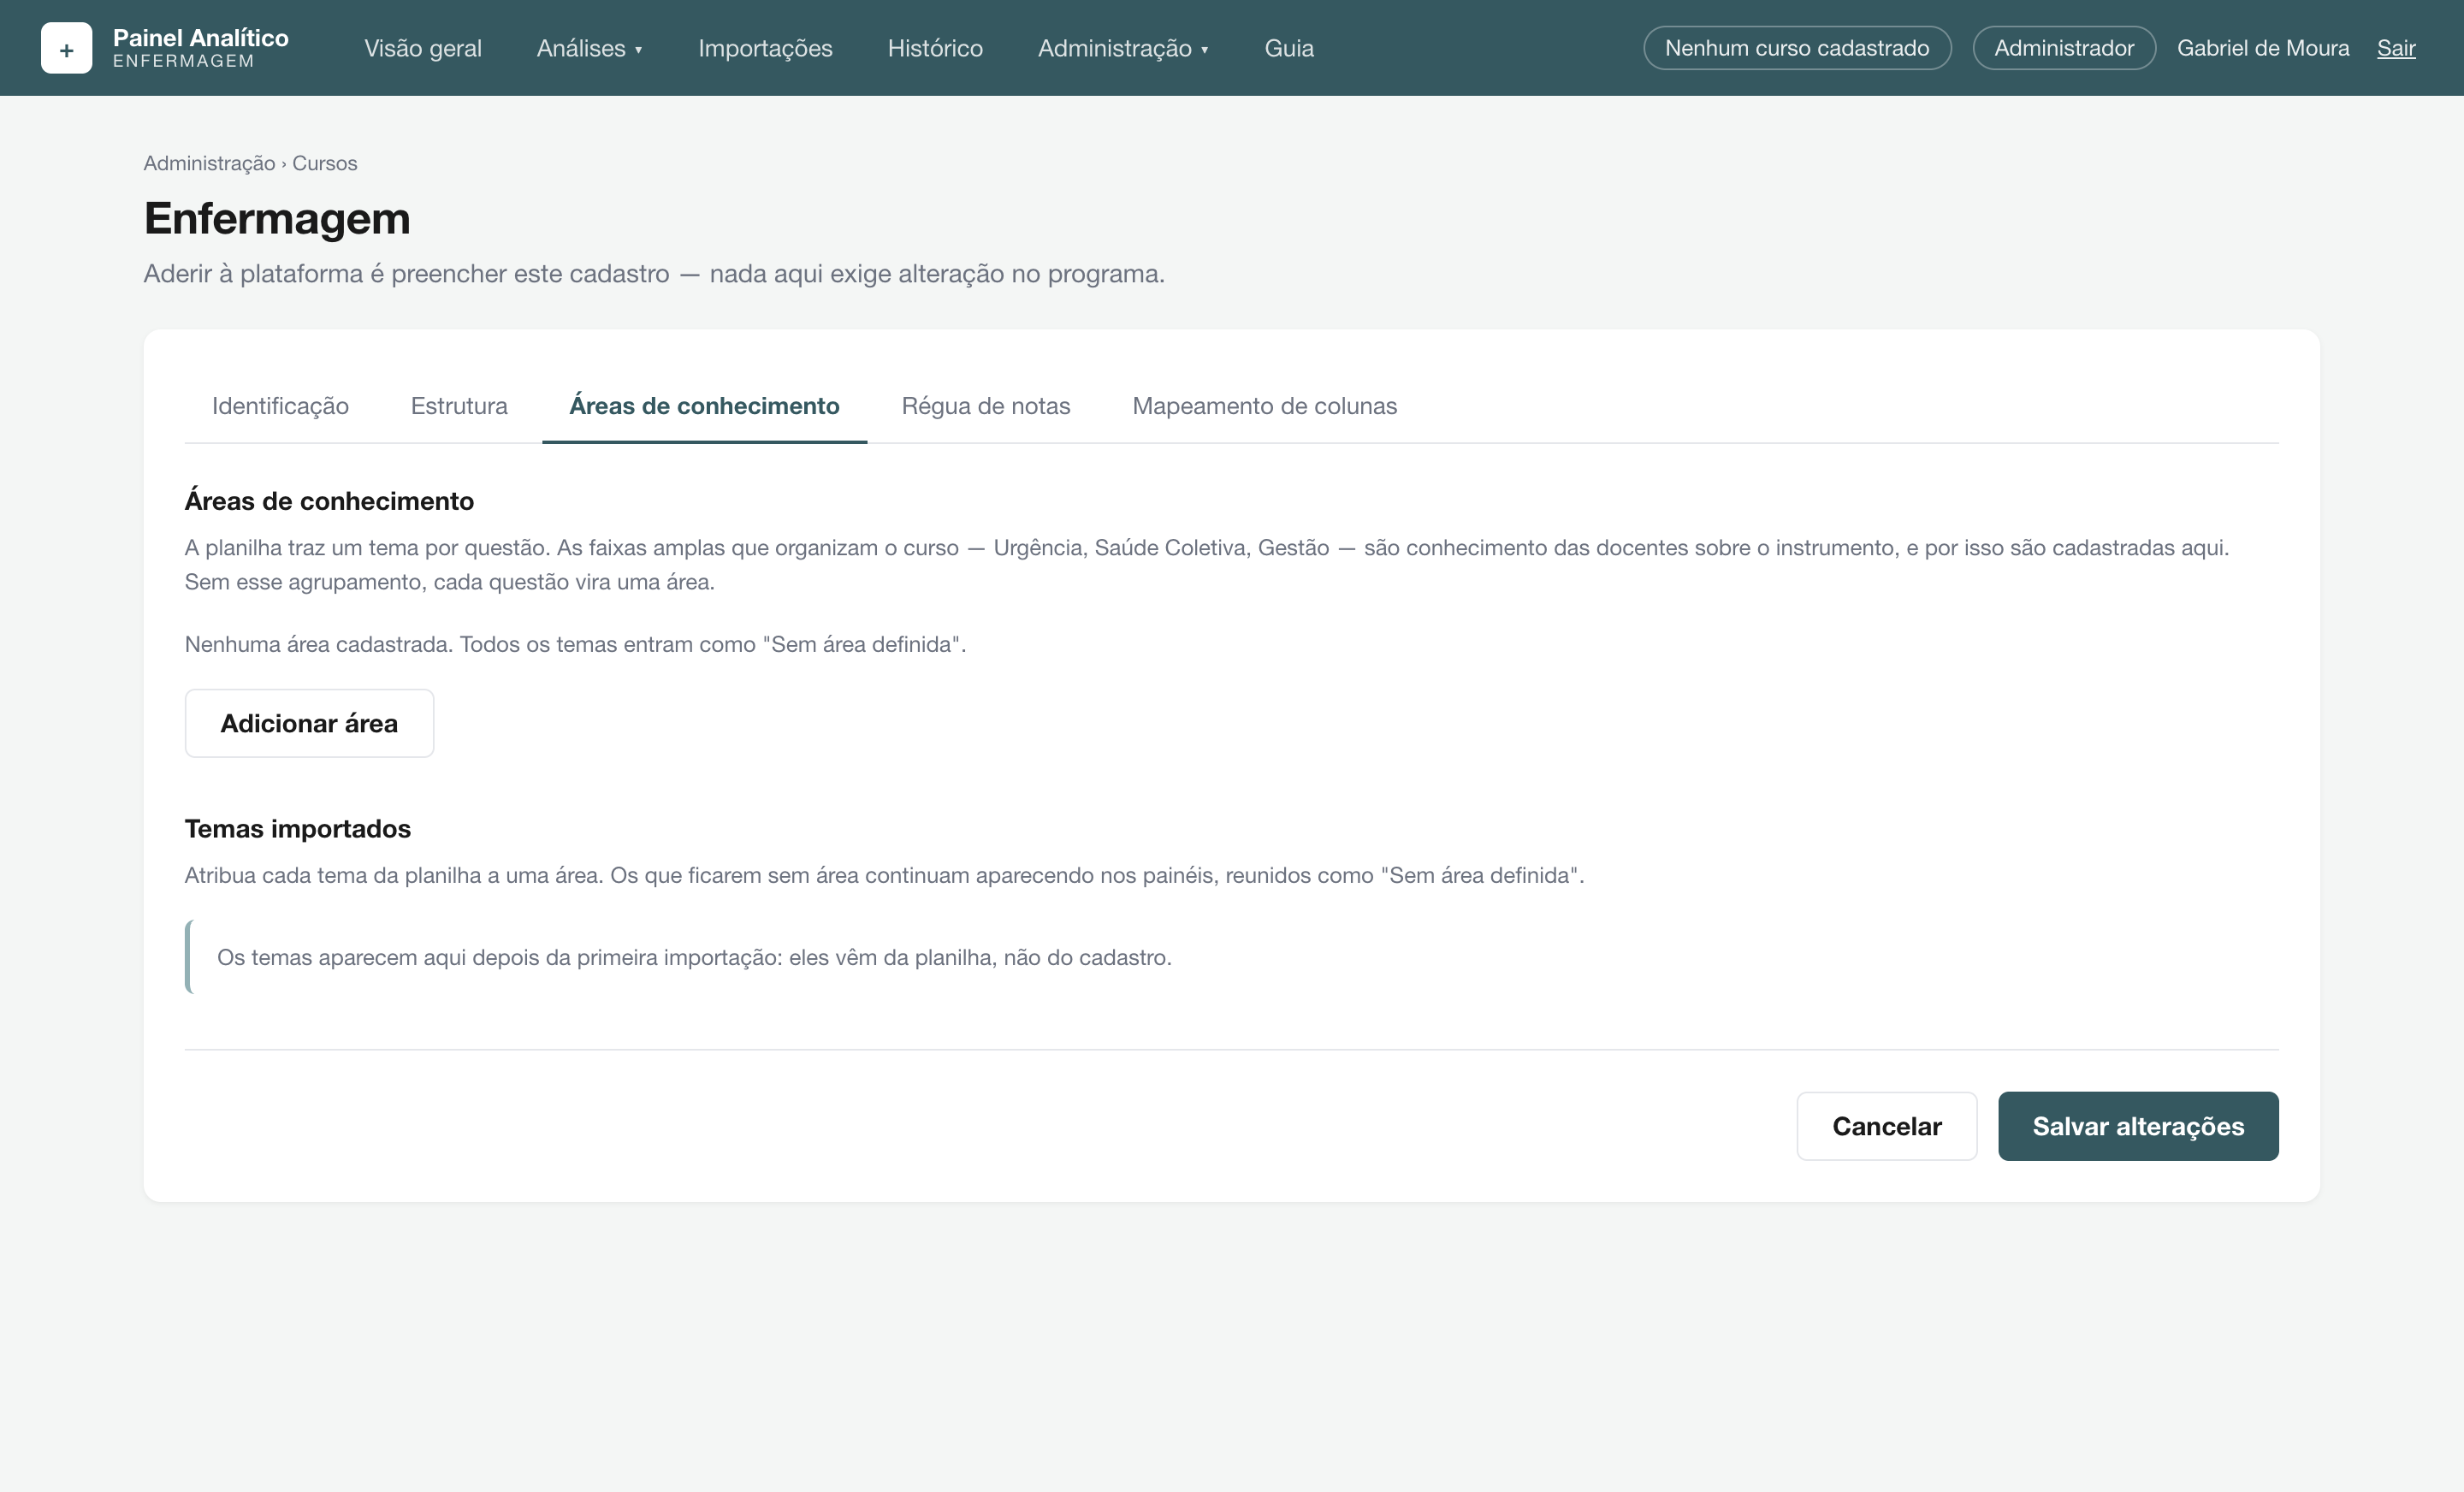 +
Painel Analítico
ENFERMAGEM
Visão geral
Análises ▾
Importações
Histórico
Administração ▾
Guia
Nenhum curso cadastrado
Administrador
Gabriel de Moura
Sair
Administração › Cursos
Enfermagem
Aderir à plataforma é preencher este cadastro — nada aqui exige alteração no programa.
Identificação
Estrutura
Áreas de conhecimento
Régua de notas
Mapeamento de colunas
Áreas de conhecimento
A planilha traz um tema por questão. As faixas amplas que organizam o curso — Urgência, Saúde Coletiva, Gestão — são conhecimento das docentes sobre o instrumento, e por isso são cadastradas aqui.
Sem esse agrupamento, cada questão vira uma área.
Nenhuma área cadastrada. Todos os temas entram como "Sem área definida".
Adicionar área
Temas importados
Atribua cada tema da planilha a uma área. Os que ficarem sem área continuam aparecendo nos painéis, reunidos como "Sem área definida".
Os temas aparecem aqui depois da primeira importação: eles vêm da planilha, não do cadastro.
Cancelar
Salvar alterações